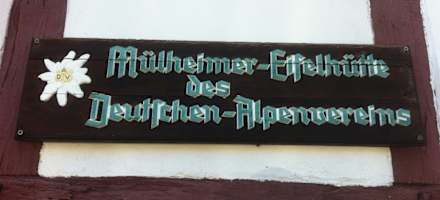 Mülheimer-Eifelhütte
des
Deutschen-Alpenvereins